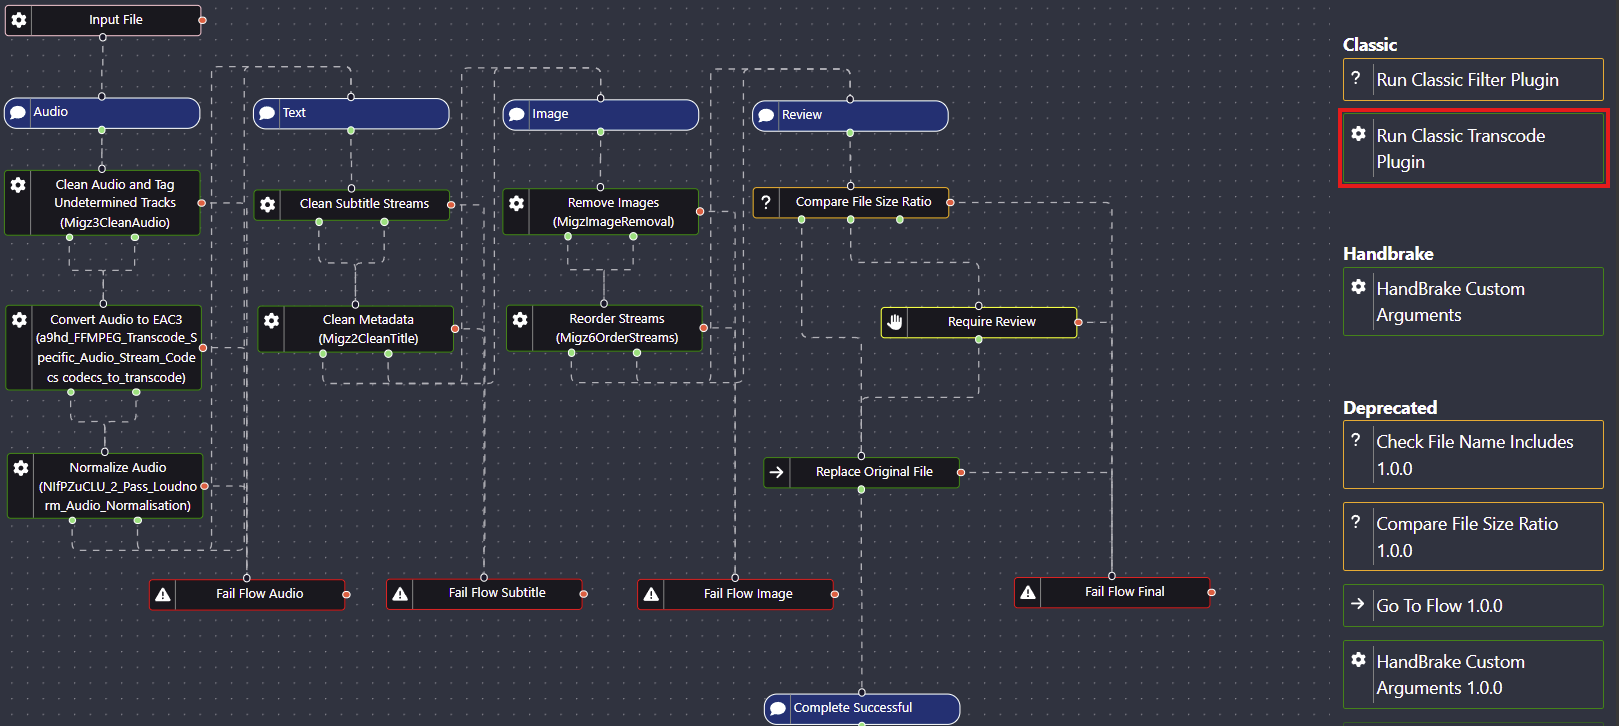 Input File
Audio
Clean Audio and Tag
Undetermined Tracks
(Migz3CleanAudio)
Convert Audio to EAC3
(a9hd_FFMPEG_Transcode_S
pecific_Audio_Stream_Code
cs codecs_to_transcode)
Normalize Audio
(NIfPZuCLU_2_Pass_Loudno
rm_Audio_Normalisation)
Fail Flow Audio
Text
Clean Subtitle Streams
Clean Metadata
(Migz2CleanTitle)
Fail Flow Subtitle
Image
Remove Images
(MigzImageRemoval)
Reorder Streams
(Migz6OrderStreams)
Fail Flow Image
Review
?
Compare File Size Ratio
Require Review
Replace Original File
Fail Flow Final
Complete Successful
Classic
?
Run Classic Filter Plugin
Run Classic Transcode
Plugin
Handbrake
HandBrake Custom
Arguments
Deprecated
?
Check File Name Includes
1.0.0
?
Compare File Size Ratio
1.0.0
Go To Flow 1.0.0
HandBrake Custom
Arguments 1.0.0